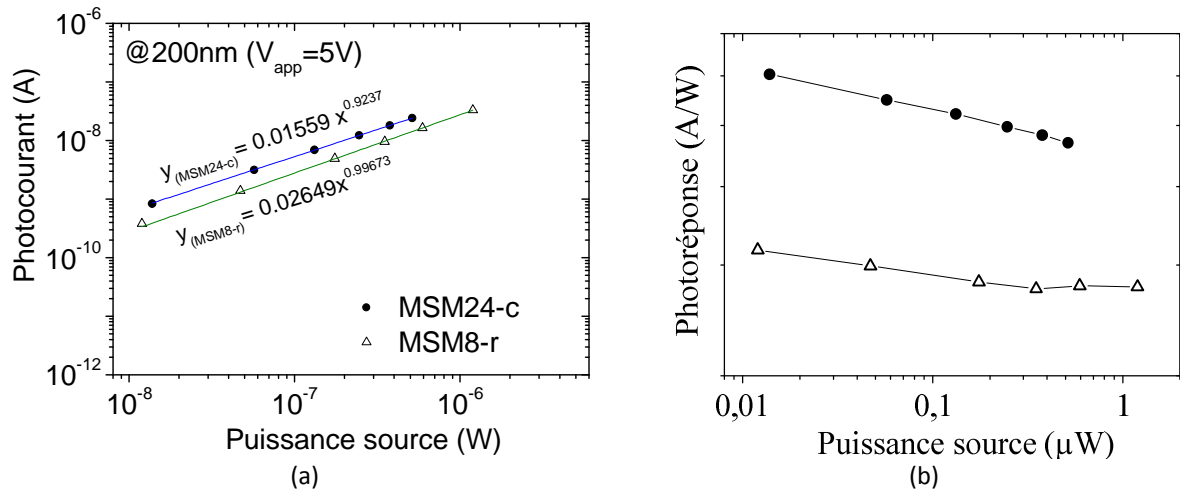 10⁻⁶
@200nm (V_app=5V)
y_(MSM24-c) = 0.01559 x^0.9237
10⁻⁸
y_(MSM8-r) = 0.02649x^0.99673
10⁻¹⁰
MSM24-c
MSM8-r
10⁻¹²
10⁻⁸ 10⁻⁷ 10⁻⁶
Photocourant (A)
Puissance source (W)
(a)
Photoréponse (A/W)
0,01 0,1 1
Puissance source (µW)
(b)